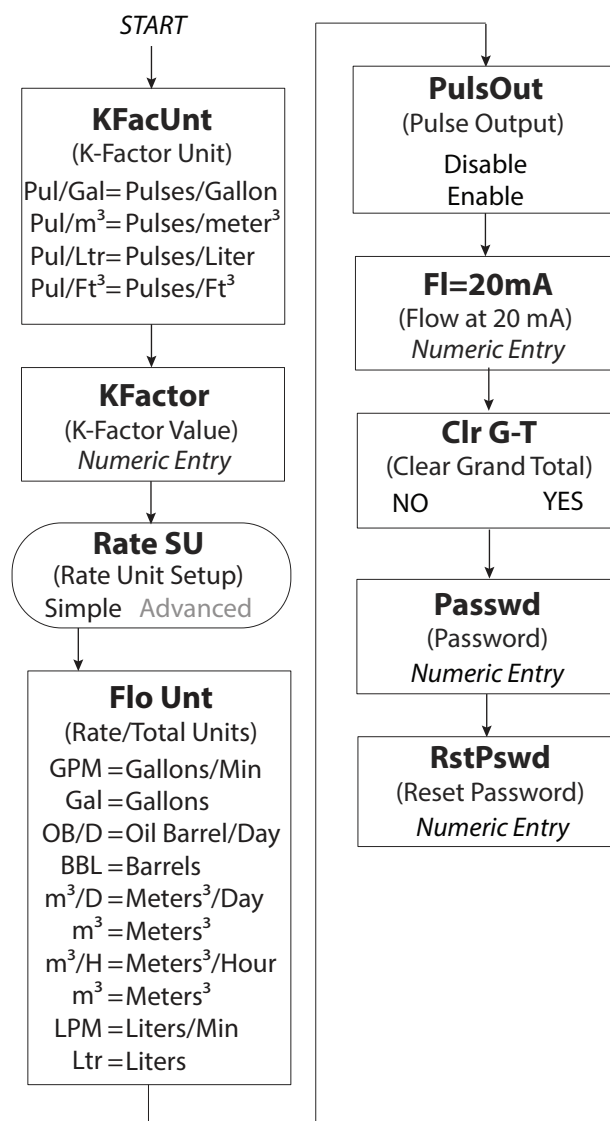 START
KFacUnt
(K-Factor Unit)
Pul/Gal= Pulses/Gallon
Pul/m³= Pulses/meter³
Pul/Ltr= Pulses/Liter
Pul/Ft³= Pulses/Ft³
KFactor
(K-Factor Value)
Numeric Entry
Rate SU
(Rate Unit Setup)
Simple Advanced
Flo Unt
(Rate/Total Units)
GPM = Gallons/Min
Gal = Gallons
OB/D = Oil Barrel/Day
BBL = Barrels
m³/D = Meters³/Day
m³ = Meters³
m³/H = Meters³/Hour
m³ = Meters³
LPM = Liters/Min
Ltr = Liters
PulsOut
(Pulse Output)
Disable
Enable
Fl=20mA
(Flow at 20 mA)
Numeric Entry
Clr G-T
(Clear Grand Total)
NO YES
Passwd
(Password)
Numeric Entry
RstPswd
(Reset Password)
Numeric Entry